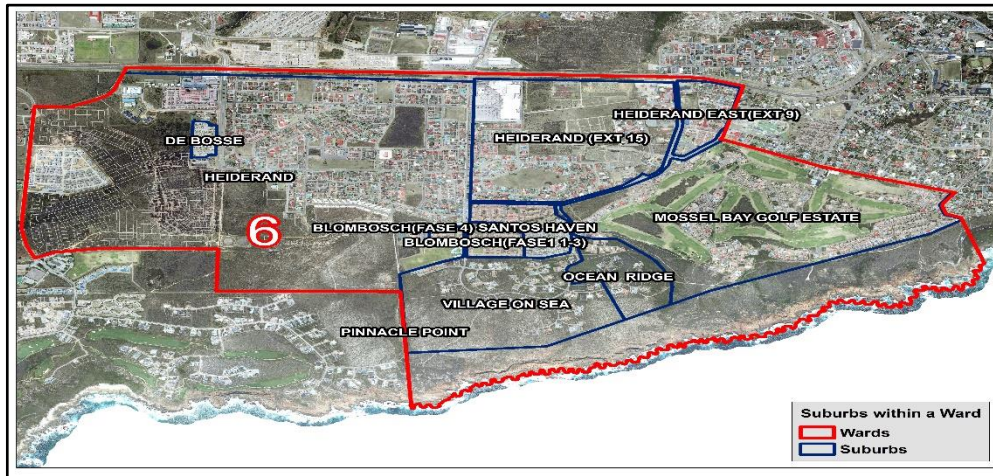 HEIDERAND EAST(EXT 9)
DE BOSSE
HEIDERAND (EXT 15)
HEIDERAND
MOSSEL BAY GOLF ESTATE
6
BLOMBOSCH(FASE 4) SANTOS HAVEN
BLOMBOSCH(FASE1 1-3)
OCEAN RIDGE
VILLAGE ON SEA
PINNACLE POINT
Suburbs within a Ward
Wards
Suburbs